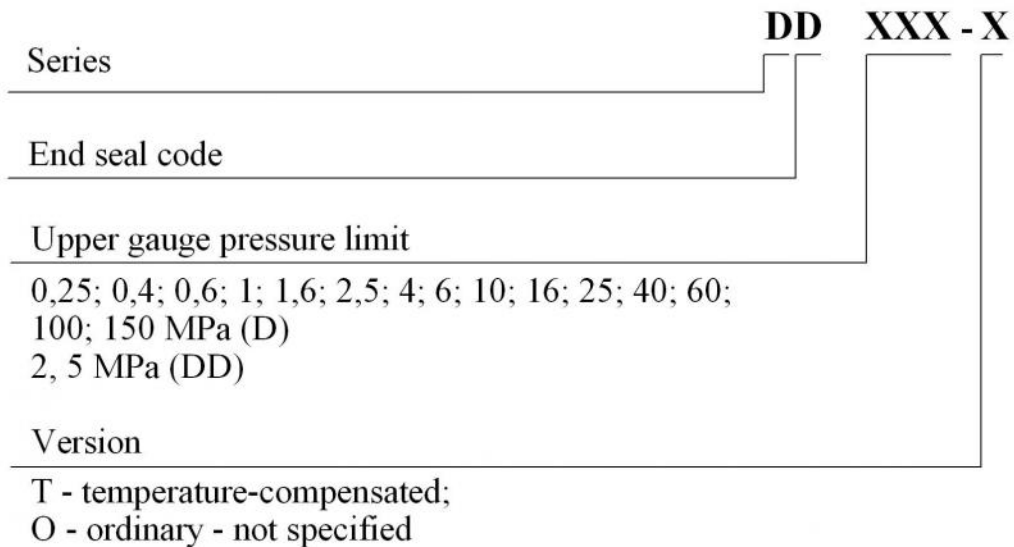 DD XXX - X
Series
End seal code
Upper gauge pressure limit
0,25; 0,4; 0,6; 1; 1,6; 2,5; 4; 6; 10; 16; 25; 40; 60;
100; 150 MPa (D)
2, 5 MPa (DD)
Version
T - temperature-compensated;
O - ordinary - not specified